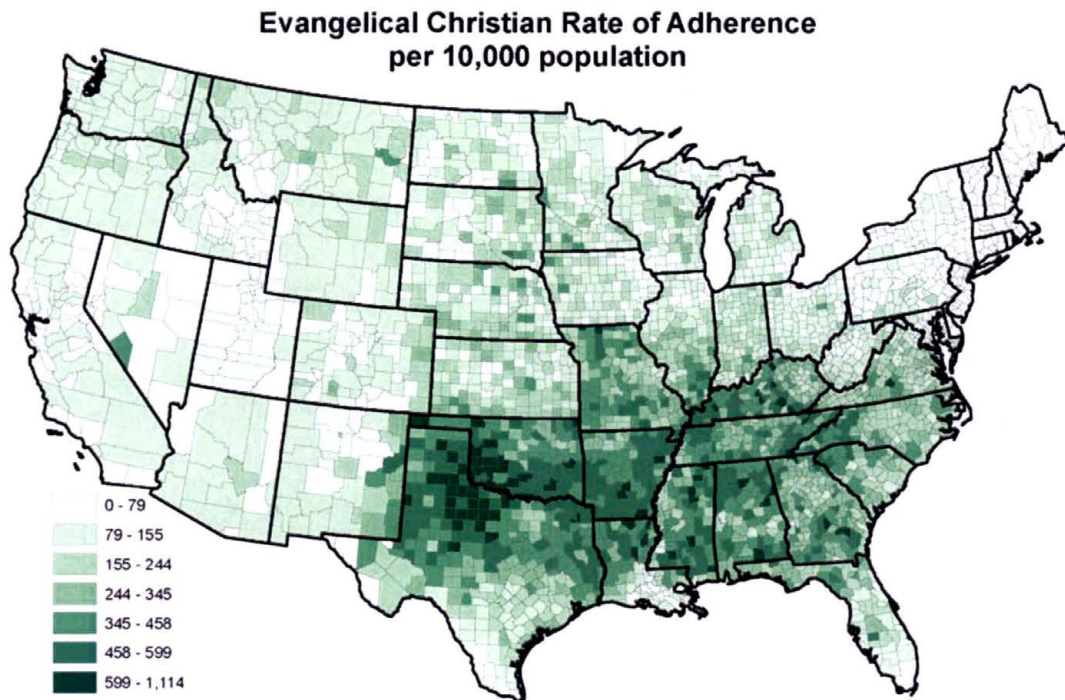 Evangelical Christian Rate of Adherence
per 10,000 population
0 - 79
79 - 155
155 - 244
244 - 345
345 - 458
458 - 599
599 - 1,114